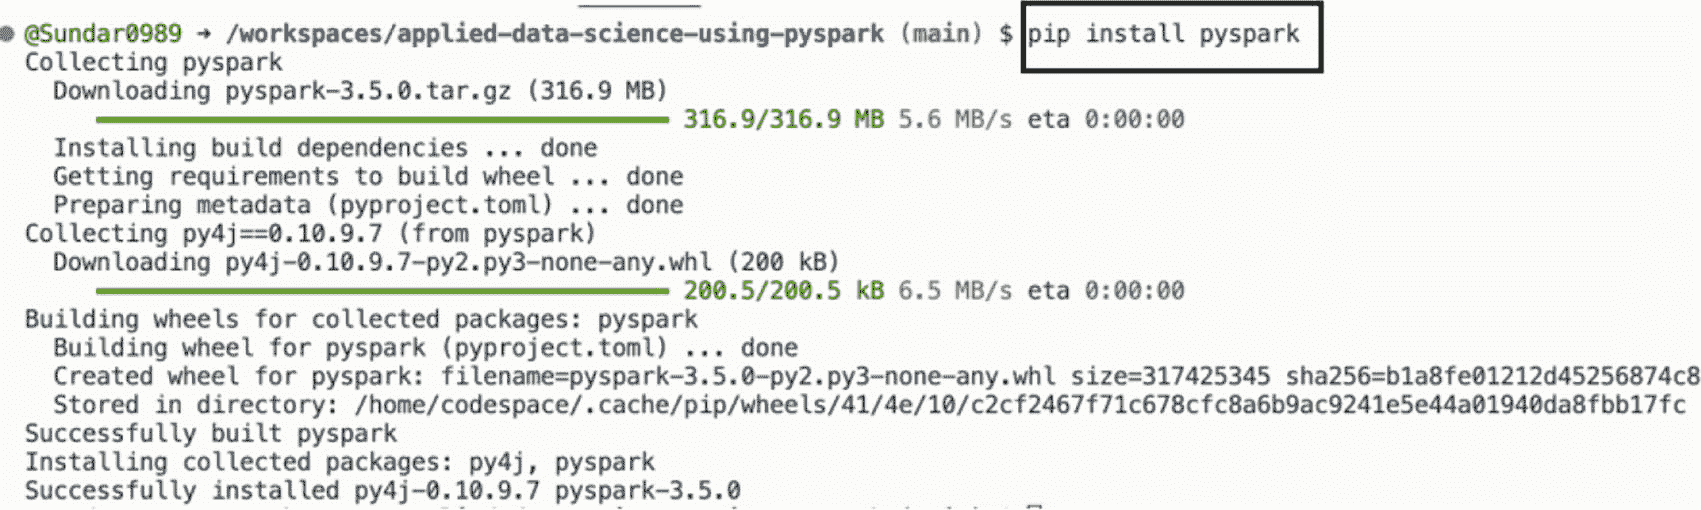 @Sundar0989 → /workspaces/applied-data-science-using-pyspark (main) $ pip install pyspark
Collecting pyspark
Downloading pyspark-3.5.0.tar.gz (316.9 MB)
316.9/316.9 MB 5.6 MB/s eta 0:00:00
Installing build dependencies ... done
Getting requirements to build wheel ... done
Preparing metadata (pyproject.toml) ... done
Collecting py4j==0.10.9.7 (from pyspark)
Downloading py4j-0.10.9.7-py2.py3-none-any.whl (200 kB)
200.5/200.5 kB 6.5 MB/s eta 0:00:00
Building wheels for collected packages: pyspark
Building wheel for pyspark (pyproject.toml) ... done
Created wheel for pyspark: filename=pyspark-3.5.0-py2.py3-none-any.whl size=317425345 sha256=b1a8fe01212d45256874c8
Stored in directory: /home/codespace/.cache/pip/wheels/41/4e/10/c2cf2467f71c678cfc8a6b9ac9241e5e44a01940da8fbb17fc
Successfully built pyspark
Installing collected packages: py4j, pyspark
Successfully installed py4j-0.10.9.7 pyspark-3.5.0